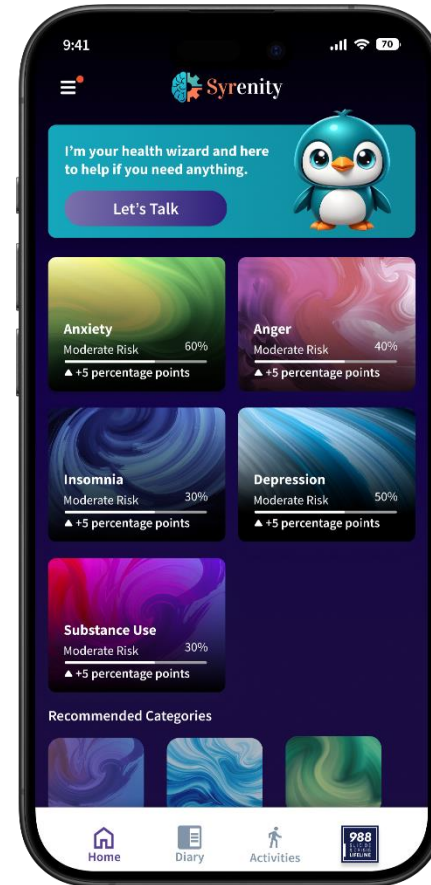 9:41
70
Syrenity
I'm your health wizard and here
to help if you need anything.
Let's Talk
Anxiety
Moderate Risk 60%
▲ +5 percentage points
Anger
Moderate Risk 40%
▲ +5 percentage points
Insomnia
Moderate Risk 30%
▲ +5 percentage points
Depression
Moderate Risk 50%
▲ +5 percentage points
Substance Use
Moderate Risk 30%
▲ +5 percentage points
Recommended Categories
Home
Diary
Activities
988
SUICIDE
& CRISIS
LIFELINE